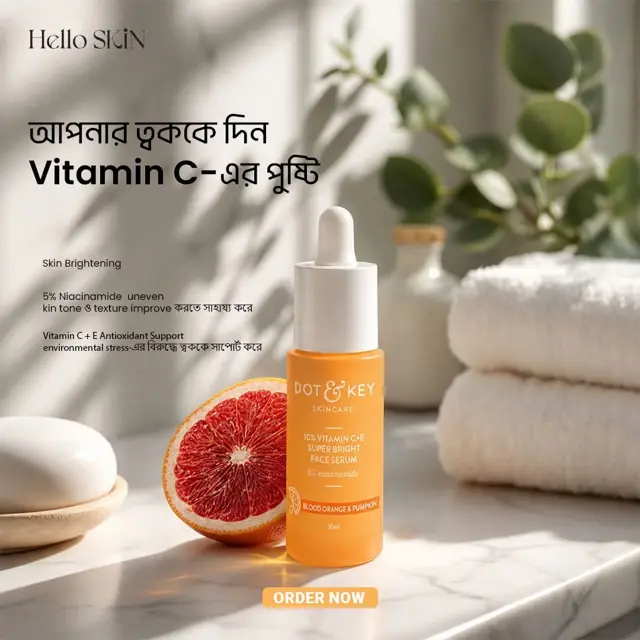 Hello SKiN
আপনার ত্বককে দিন
Vitamin C-এর পুষ্টি
Skin Brightening
5% Niacinamide uneven
kin tone ও texture improve করতে সাহায্য করে
Vitamin C + E Antioxidant Support
environmental stress-এর বিরুদ্ধে ত্বককে সাপোর্ট করে
DOT & KEY
SKINCARE
10% VITAMIN C+E
SUPER BRIGHT
FACE SERUM
5% niacinamide
BLOOD ORANGE & PUMPKIN
ORDER NOW